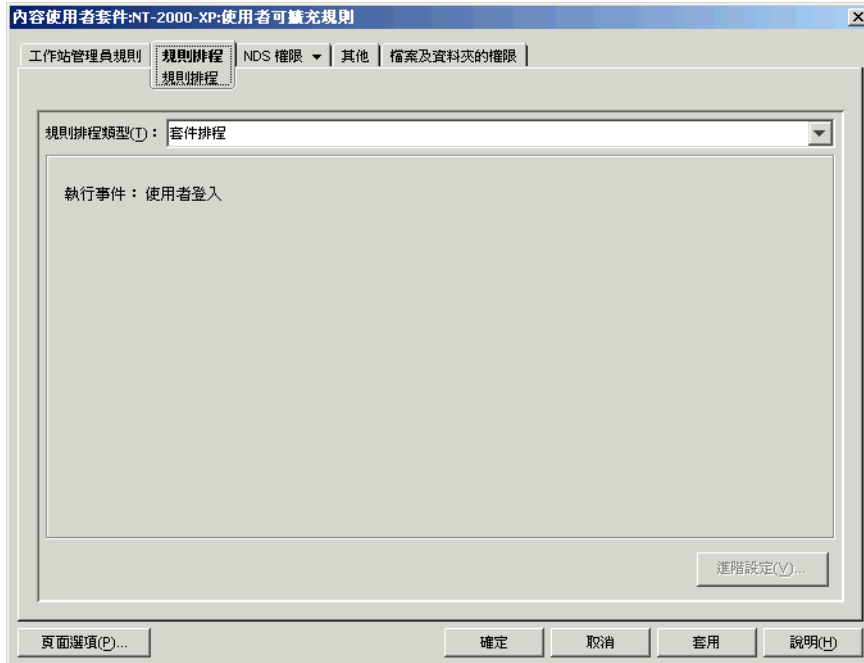 內容使用者套件:NT-2000-XP:使用者可擴充規則
工作站管理員規則 規則排程 NDS 權限 其他 檔案及資料夾的權限
規則排程
規則排程類型(T)： 套件排程
執行事件： 使用者登入
進階設定(V)...
頁面選項(P)... 確定 取消 套用 說明(H)